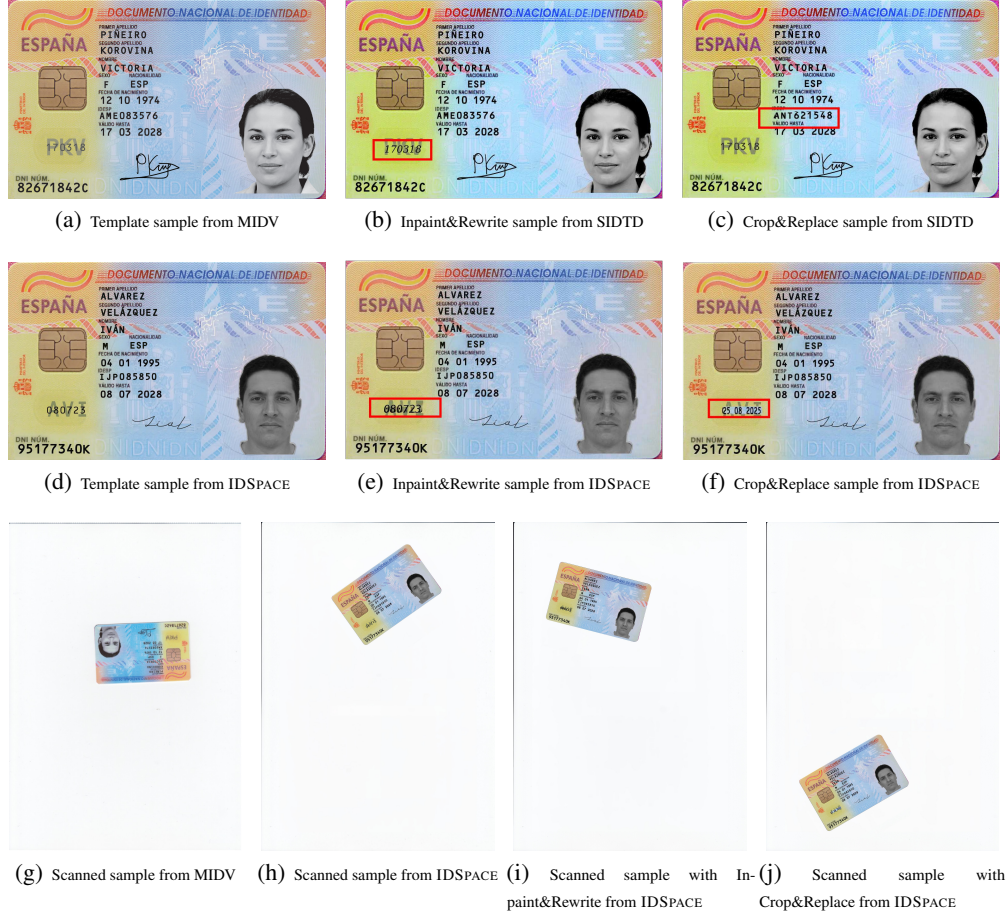 DOCUMENTO NACIONAL DE IDENTIDAD
ESPAÑA
PRIMER APELLIDO
PIÑEIRO
SEGUNDO APELLIDO
KOROVINA
NOMBRE
VICTORIA
SEXO NACIONALIDAD
F ESP
FECHA DE NACIMIENTO
12 10 1974
IDESP
AME083576
VALIDO HASTA
17 03 2028
PKV
170318
DNI NÚM.
82671842C
DOCUMENTO NACIONAL DE IDENTIDAD
ESPAÑA
PRIMER APELLIDO
PIÑEIRO
SEGUNDO APELLIDO
KOROVINA
NOMBRE
VICTORIA
SEXO NACIONALIDAD
F ESP
FECHA DE NACIMIENTO
12 10 1974
IDESP
AME083576
VALIDO HASTA
17 03 2028
170318
DNI NÚM.
82671842C
DOCUMENTO NACIONAL DE IDENTIDAD
ESPAÑA
PRIMER APELLIDO
PIÑEIRO
SEGUNDO APELLIDO
KOROVINA
NOMBRE
VICTORIA
SEXO NACIONALIDAD
F ESP
FECHA DE NACIMIENTO
12 10 1974
IDESP
ANT621548
VALIDO HASTA
17 03 2028
PKV
170318
DNI NÚM.
82671842C
(a) Template sample from MIDV
(b) Inpaint&Rewrite sample from SIDTD
(c) Crop&Replace sample from SIDTD
DOCUMENTO NACIONAL DE IDENTIDAD
ESPAÑA
PRIMER APELLIDO
ALVAREZ
SEGUNDO APELLIDO
VELÁZQUEZ
NOMBRE
IVÁN
SEXO NACIONALIDAD
M ESP
FECHA DE NACIMIENTO
04 01 1995
IDESP
IJP085850
VALIDO HASTA
08 07 2028
080723
DNI NÚM.
95177340K
DOCUMENTO NACIONAL DE IDENTIDAD
ESPAÑA
PRIMER APELLIDO
ALVAREZ
SEGUNDO APELLIDO
VELÁZQUEZ
NOMBRE
IVÁN
SEXO NACIONALIDAD
M ESP
FECHA DE NACIMIENTO
04 01 1995
IDESP
IJP085850
VALIDO HASTA
08 07 2028
080723
DNI NÚM.
95177340K
DOCUMENTO NACIONAL DE IDENTIDAD
ESPAÑA
PRIMER APELLIDO
ALVAREZ
SEGUNDO APELLIDO
VELÁZQUEZ
NOMBRE
IVÁN
SEXO NACIONALIDAD
M ESP
FECHA DE NACIMIENTO
04 01 1995
IDESP
IJP085850
VALIDO HASTA
08 07 2028
05 08 2025
DNI NÚM.
95177340K
(d) Template sample from IDSPACE
(e) Inpaint&Rewrite sample from IDSPACE
(f) Crop&Replace sample from IDSPACE
ESPAÑA
ESPAÑA
ESPAÑA
ESPAÑA
(g) Scanned sample from MIDV
(h) Scanned sample from IDSPACE
(i) Scanned sample with In-
paint&Rewrite from IDSPACE
(j) Scanned sample with
Crop&Replace from IDSPACE